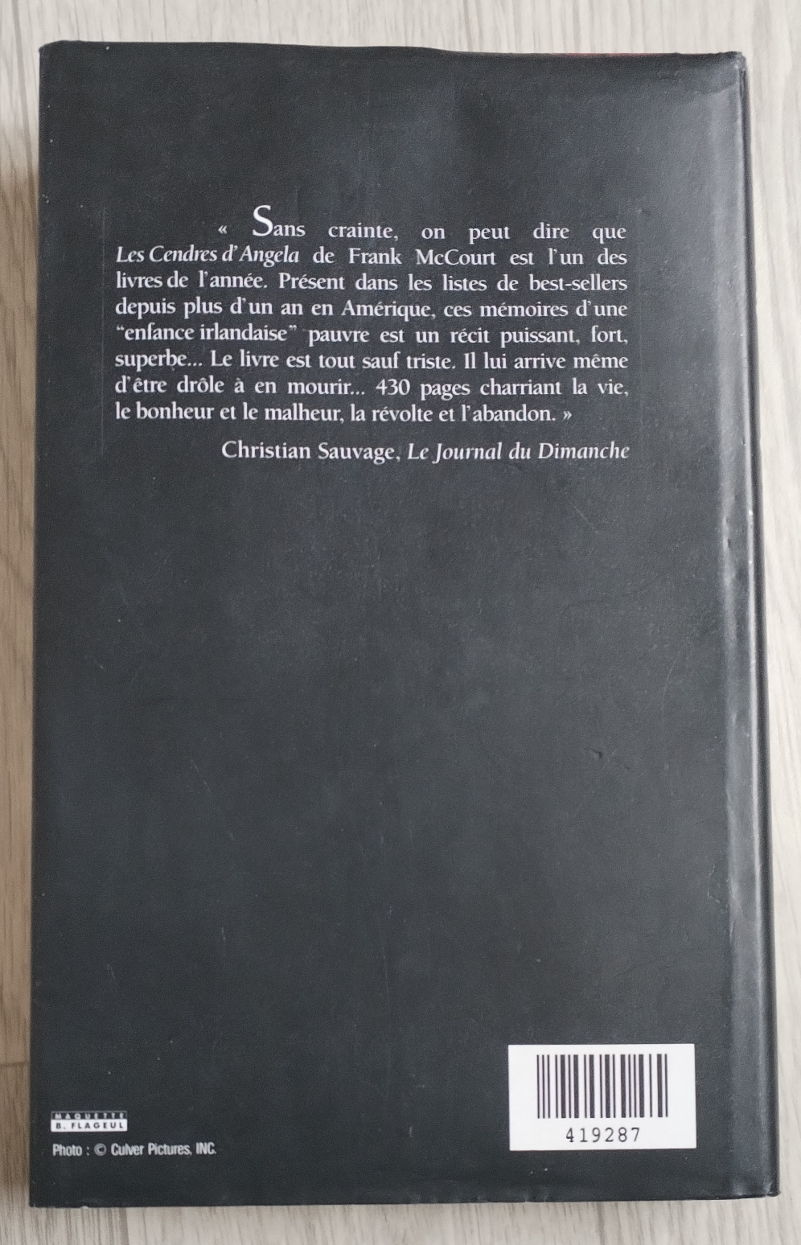 « Sans crainte, on peut dire que
Les Cendres d'Angela de Frank McCourt est l'un des
livres de l'année. Présent dans les listes de best-sellers
depuis plus d'un an en Amérique, ces mémoires d'une
“enfance irlandaise” pauvre est un récit puissant, fort,
superbe... Le livre est tout sauf triste. Il lui arrive même
d'être drôle à en mourir... 430 pages charriant la vie,
le bonheur et le malheur, la révolte et l'abandon. »
Christian Sauvage, Le Journal du Dimanche
MAQUETTE
B. FLAGEUL
Photo : © Culver Pictures, INC.
419287